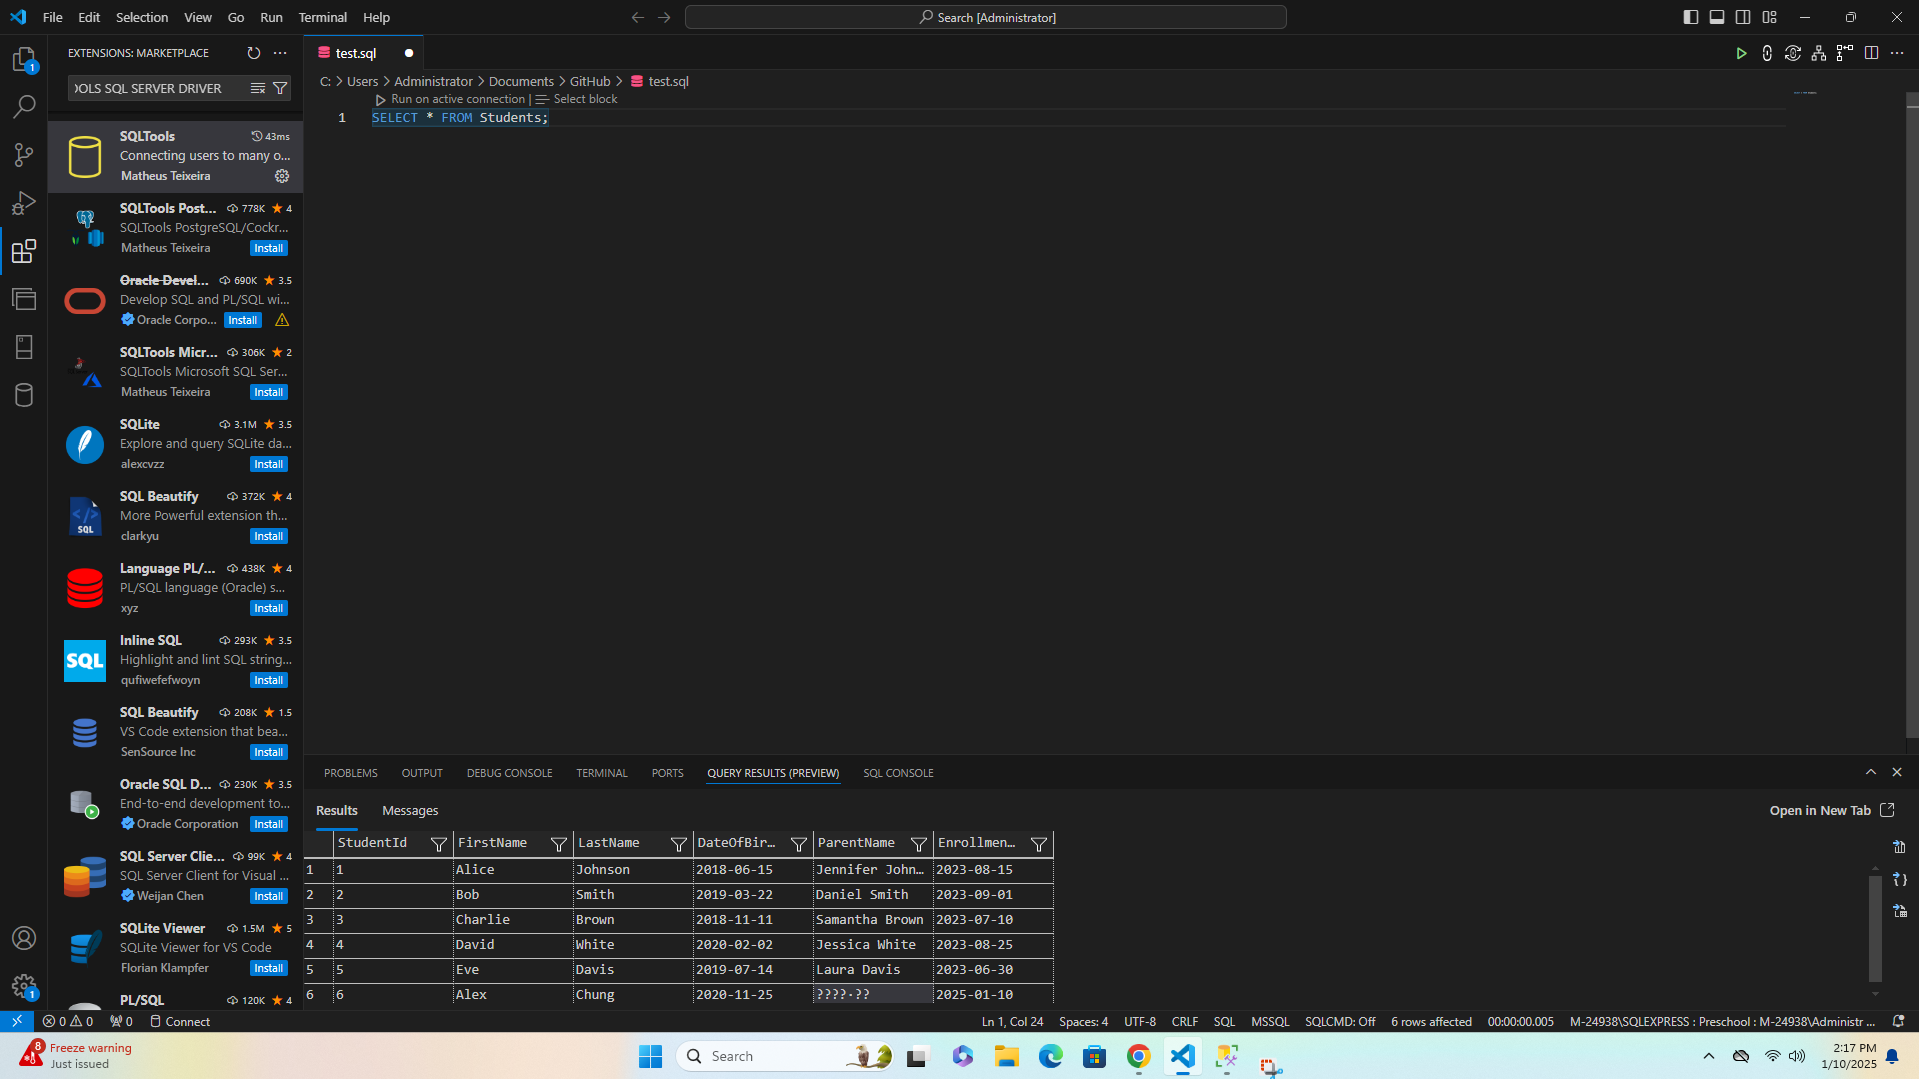 File Edit Selection View Go Run Terminal Help
Search [Administrator]
EXTENSIONS: MARKETPLACE
OOLS SQL SERVER DRIVER
SQLTools 43ms
Connecting users to many o...
Matheus Teixeira
SQLTools Post... 778K 4
SQLTools PostgreSQL/Cockr...
Matheus Teixeira Install
Oracle Devel... 690K 3.5
Develop SQL and PL/SQL wi...
Oracle Corpo... Install
SQLTools Micr... 306K 2
SQLTools Microsoft SQL Ser...
Matheus Teixeira Install
SQLite 3.1M 3.5
Explore and query SQLite da...
alexcvzz Install
SQL Beautify 372K 4
More Powerful extension th...
SQL
clarkyu Install
Language PL/... 438K 4
PL/SQL language (Oracle) s...
xyz Install
Inline SQL 293K 3.5
SQL
Highlight and lint SQL string...
qufiwefefwoyn Install
SQL Beautify 208K 1.5
VS Code extension that bea...
SenSource Inc Install
Oracle SQL D... 230K 3.5
End-to-end development to...
Oracle Corporation Install
SQL Server Clie... 99K 4
SQL Server Client for Visual ...
Weijan Chen Install
SQLite Viewer 1.5M 5
SQLite Viewer for VS Code
Florian Klampfer Install
PL/SQL 120K 4
1
1
test.sql
C: > Users > Administrator > Documents > GitHub > test.sql
Run on active connection | Select block
1 SELECT * FROM Students;
PROBLEMS OUTPUT DEBUG CONSOLE TERMINAL PORTS QUERY RESULTS (PREVIEW) SQL CONSOLE
Results Messages
Open in New Tab
StudentId FirstName LastName DateOfBir... ParentName Enrollmen...
1 1 Alice Johnson 2018-06-15 Jennifer John... 2023-08-15
2 2 Bob Smith 2019-03-22 Daniel Smith 2023-09-01
3 3 Charlie Brown 2018-11-11 Samantha Brown 2023-07-10
4 4 David White 2020-02-02 Jessica White 2023-08-25
5 5 Eve Davis 2019-07-14 Laura Davis 2023-06-30
6 6 Alex Chung 2020-11-25 ????·?? 2025-01-10
0 0 0 Connect
Ln 1, Col 24 Spaces: 4 UTF-8 CRLF SQL MSSQL SQLCMD: Off 6 rows affected 00:00:00.005 M-24938\SQLEXPRESS : Preschool : M-24938\Administr ...
8
Freeze warning
Just issued
Search
2:17 PM
1/10/2025